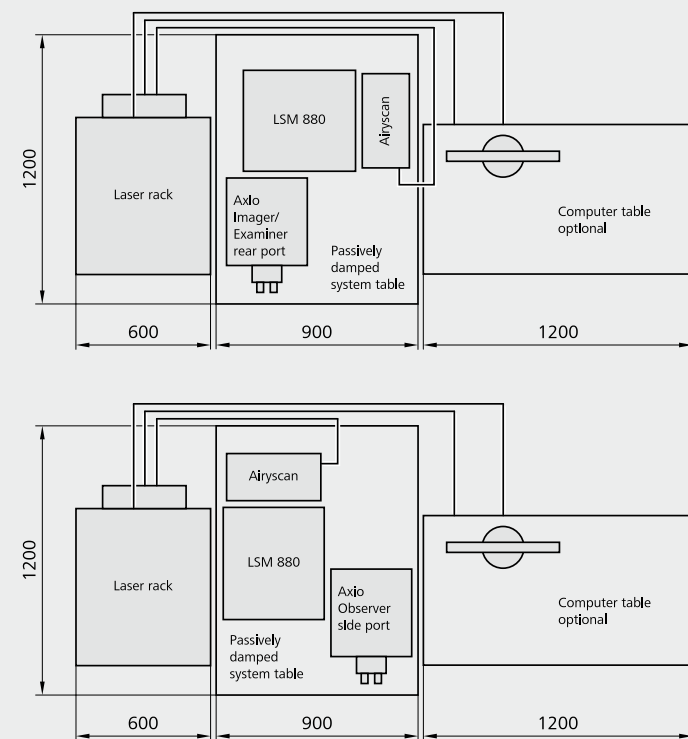 LSM 880
Airyscan
1200
Laser rack
Axio
Imager/
Examiner
rear port
Passively
damped
system table
Computer table
optional
600
900
1200
Airyscan
LSM 880
1200
Laser rack
Axio
Observer
side port
Passively
damped
system table
Computer table
optional
600
900
1200